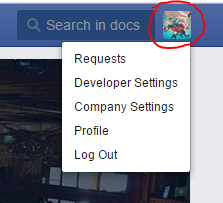 Search in docs
Requests
Developer Settings
Company Settings
Profile
Log Out